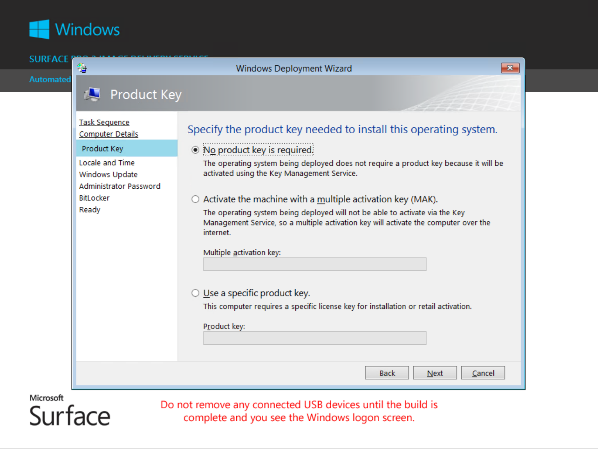 Windows
SURFACE PRO 2 IMAGE DELIVERY SERVICE
Automated
Windows Deployment Wizard
Product Key
Task Sequence
Computer Details
Product Key
Locale and Time
Windows Update
Administrator Password
BitLocker
Ready
Specify the product key needed to install this operating system.
No product key is required.
The operating system being deployed does not require a product key because it will be
activated using the Key Management Service.
Activate the machine with a multiple activation key (MAK).
The operating system being deployed will not be able to activate via the Key
Management Service, so a multiple activation key will activate the computer over the
internet.
Multiple activation key:
Use a specific product key.
This computer requires a specific license key for installation or retail activation.
Product key:
Back
Next
Cancel
Microsoft
Surface
Do not remove any connected USB devices until the build is
complete and you see the Windows logon screen.